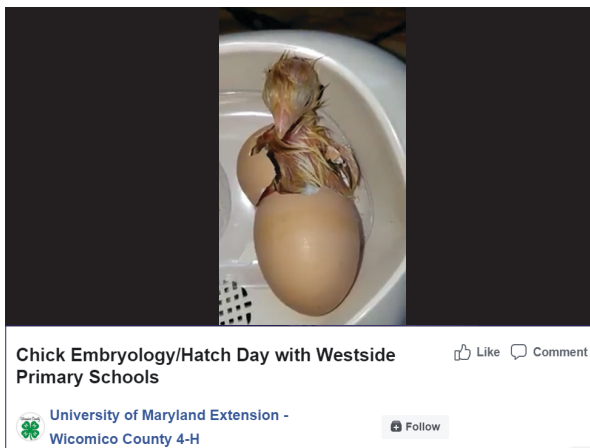 Chick Embryology/Hatch Day with Westside
Primary Schools
Like
Comment
University of Maryland Extension -
Wicomico County 4-H
Follow